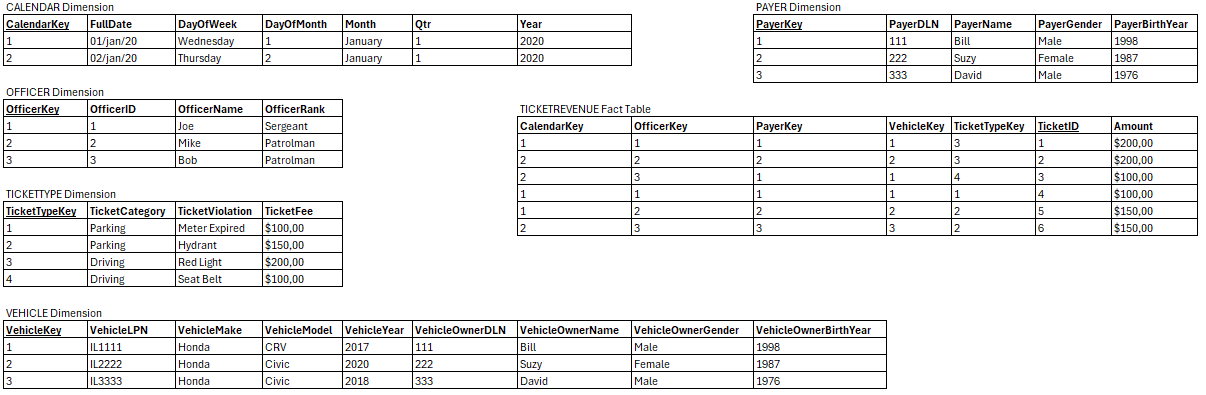 CALENDAR Dimension
CalendarKey FullDate DayOfWeek DayOfMonth Month Qtr Year
1 01/jan/20 Wednesday 1 January 1 2020
2 02/jan/20 Thursday 2 January 1 2020
PAYER Dimension
PayerKey PayerDLN PayerName PayerGender PayerBirthYear
1 111 Bill Male 1998
2 222 Suzy Female 1987
3 333 David Male 1976
OFFICER Dimension
OfficerKey OfficerID OfficerName OfficerRank
1 1 Joe Sergeant
2 2 Mike Patrolman
3 3 Bob Patrolman
TICKETREVENUE Fact Table
CalendarKey OfficerKey PayerKey VehicleKey TicketTypeKey TicketID Amount
1 1 1 1 3 1 $200,00
2 2 2 2 3 2 $200,00
2 3 1 1 4 3 $100,00
1 1 1 1 1 4 $100,00
1 2 2 2 2 5 $150,00
2 3 3 3 2 6 $150,00
TICKETTYPE Dimension
TicketTypeKey TicketCategory TicketViolation TicketFee
1 Parking Meter Expired $100,00
2 Parking Hydrant $150,00
3 Driving Red Light $200,00
4 Driving Seat Belt $100,00
VEHICLE Dimension
VehicleKey VehicleLPN VehicleMake VehicleModel VehicleYear VehicleOwnerDLN VehicleOwnerName VehicleOwnerGender VehicleOwnerBirthYear
1 IL1111 Honda CRV 2017 111 Bill Male 1998
2 IL2222 Honda Civic 2020 222 Suzy Female 1987
3 IL3333 Honda Civic 2018 333 David Male 1976